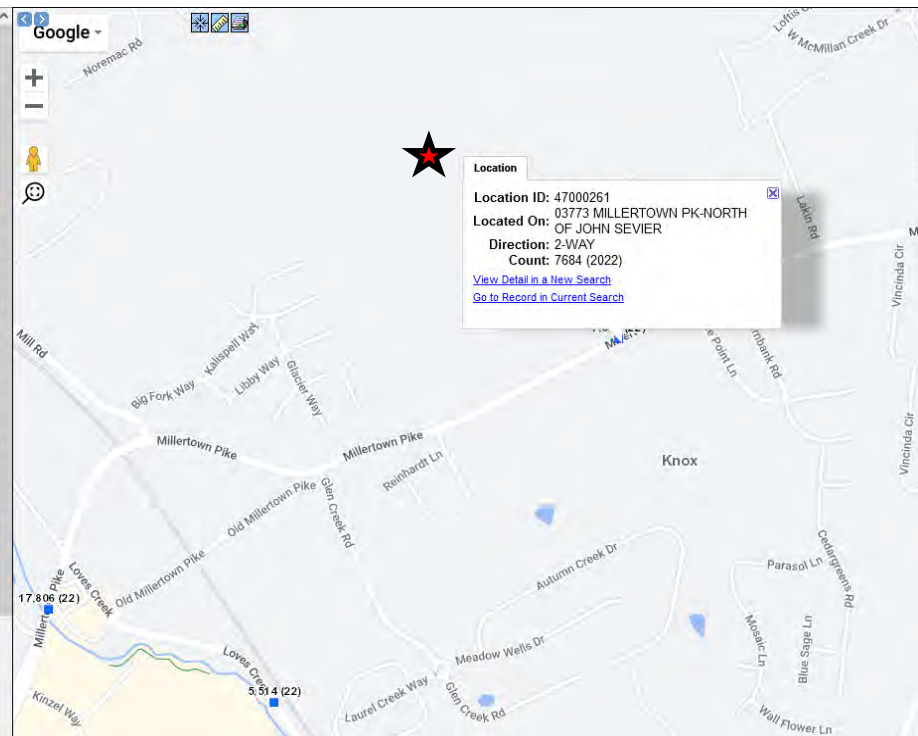 Google
Noremac Rd
Loftis Creek
W McMillan Creek Dr
Location
Location ID: 47000261
Located On: 03773 MILLERTOWN PK-NORTH
OF JOHN SEVIER
Direction: 2-WAY
Count: 7684 (2022)
View Detail in a New Search
Go to Record in Current Search
Lakin Rd
Vincinda Cir
Mill Rd
Kalispell Way
Big Fork Way
Libby Way
Glacier Way
Millertown Pike
Millertown Pike
Reinhardt Ln
Knox
Vincinda Cir
Old Millertown Pike
Glen Creek Rd
Old Millertown Pike
Loves Creek
17,806 (22)
Autumn Creek Dr
Parasol Ln
Cedargreens Rd
Mosaic Ln
Blue Sage Ln
Meadow Wells Dr
Loves Creek
5,514 (22)
Laurel Creek Way
Glen Creek Rd
Kinzel Way
Wall Flower Ln